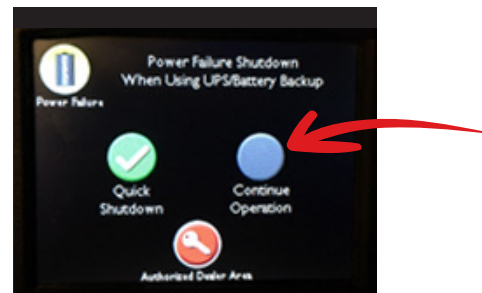 Power Failure Shutdown
When Using UPS/Battery Backup
Power Failure
Quick
Shutdown
Continue
Operation
Authorized Dealer Area